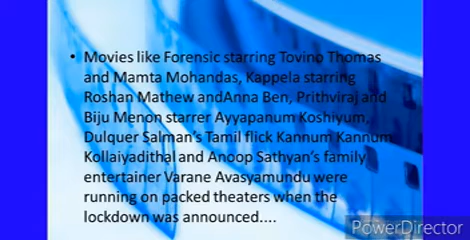 • Movies like Forensic starring Tovino Thomas
and Mamta Mohandas, Kappela starring
Roshan Mathew andAnna Ben, Prithviraj and
Biju Menon starrer Ayyapanum Koshiyum,
Dulquer Salman's Tamil flick Kannum Kannum
Kollaiyadithal and Anoop Sathyan's family
entertainer Varane Avasyamundu were
running on packed theaters when the
lockdown was announced....
PowerDirector